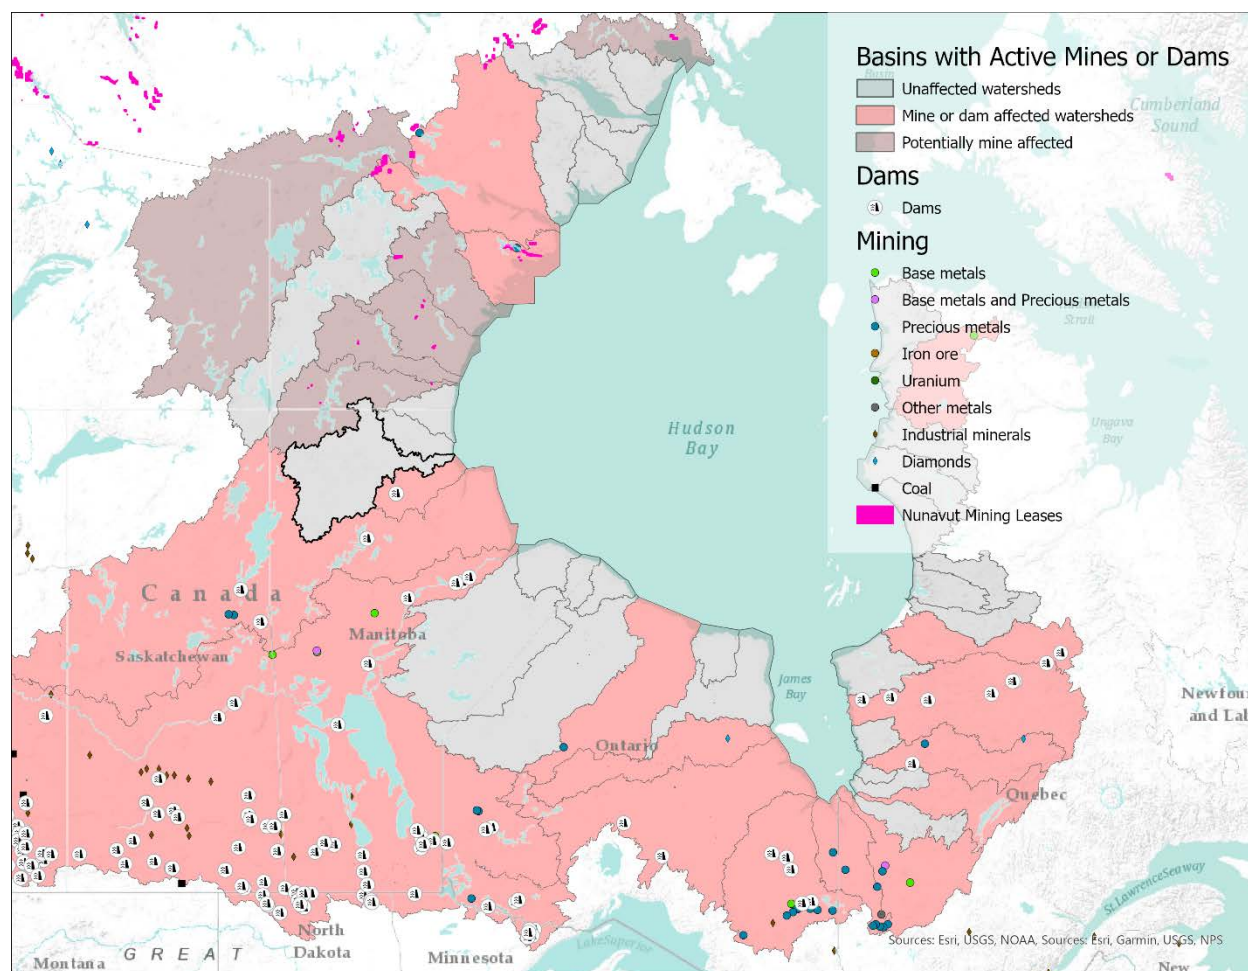 Basins with Active Mines or Dams
Unaffected watersheds
Mine or dam affected watersheds
Potentially mine affected
Dams
Dams
Mining
Base metals
Base metals and Precious metals
Precious metals
Iron ore
Uranium
Other metals
Industrial minerals
Diamonds
Coal
Nunavut Mining Leases
Basin
Cumberland
Sound
Strait
Ungava
Bay
Hudson
Bay
Canada
Manitoba
Saskatchewan
James
Bay
Ontario
Newfour
and Lab
Quebec
St. Lawrence Seaway
North
Dakota
Minnesota
Lake Superior
Montana
GREAT
New
Sources: Esri, USGS, NOAA, Sources: Esri, Garmin, USGS, NPS